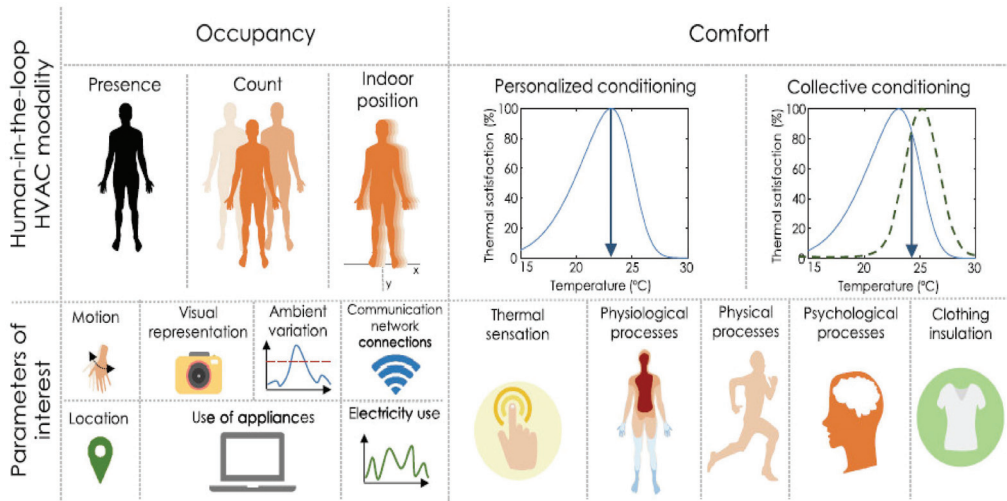 Human-in-the-loop
HVAC modality
Occupancy
Presence
Count
Indoor
position
x
y
Comfort
Personalized conditioning
Thermal satisfaction (%)
100
80
60
40
20
0
15
20
25
30
Temperature (ºC)
Collective conditioning
Thermal satisfaction (%)
100
80
60
40
20
0
15
20
25
30
Temperature (ºC)
Parameters of
interest
Motion
Visual
representation
Ambient
variation
Communication
network
connections
Location
Use of appliances
Electricity use
Thermal
sensation
Physiological
processes
Physical
processes
Psychological
processes
Clothing
insulation